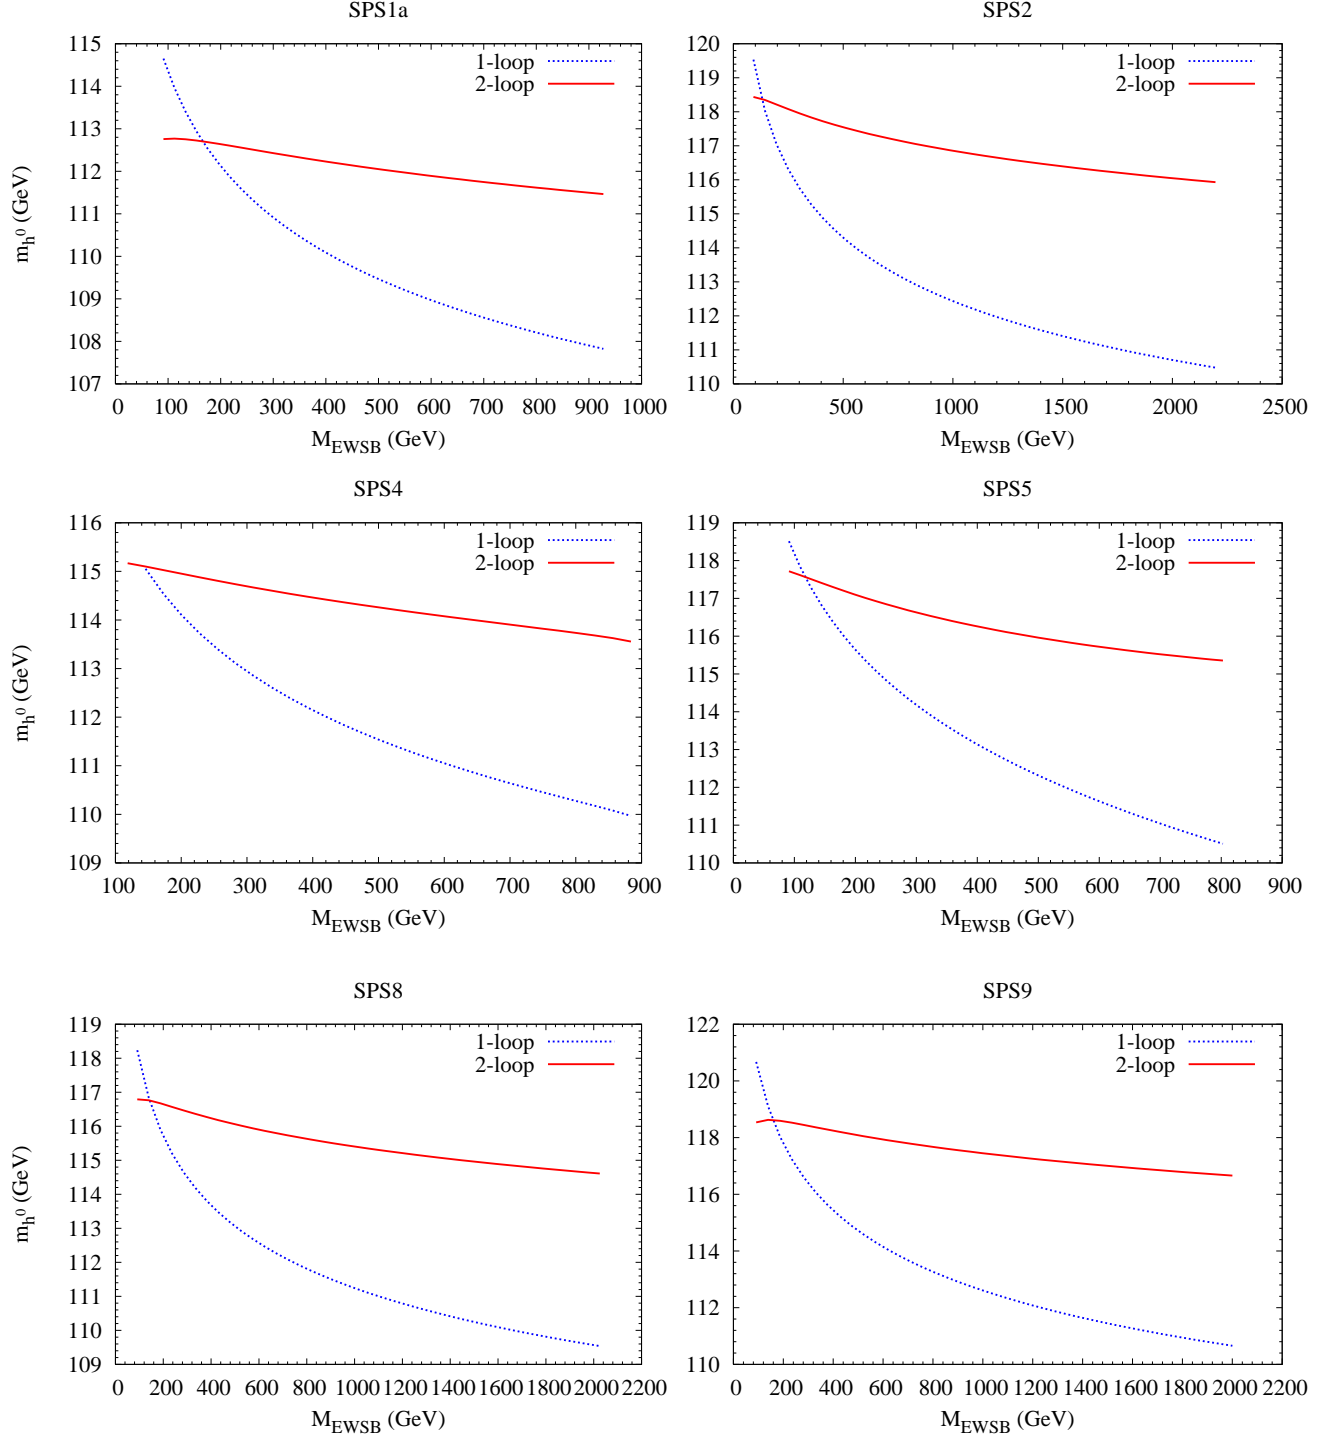 SPS1a
115
114
113
112
111
110
109
108
107
0 100 200 300 400 500 600 700 800 900 1000
m_h^0 (GeV)
M_EWSB (GeV)
1-loop
2-loop
SPS2
120
119
118
117
116
115
114
113
112
111
110
0 500 1000 1500 2000 2500
M_EWSB (GeV)
1-loop
2-loop
SPS4
116
115
114
113
112
111
110
109
100 200 300 400 500 600 700 800 900
m_h^0 (GeV)
M_EWSB (GeV)
1-loop
2-loop
SPS5
119
118
117
116
115
114
113
112
111
110
0 100 200 300 400 500 600 700 800 900
M_EWSB (GeV)
1-loop
2-loop
SPS8
119
118
117
116
115
114
113
112
111
110
109
0 200 400 600 800 1000 1200 1400 1600 1800 2000 2200
m_h^0 (GeV)
M_EWSB (GeV)
1-loop
2-loop
SPS9
122
120
118
116
114
112
110
0 200 400 600 800 1000 1200 1400 1600 1800 2000 2200
M_EWSB (GeV)
1-loop
2-loop